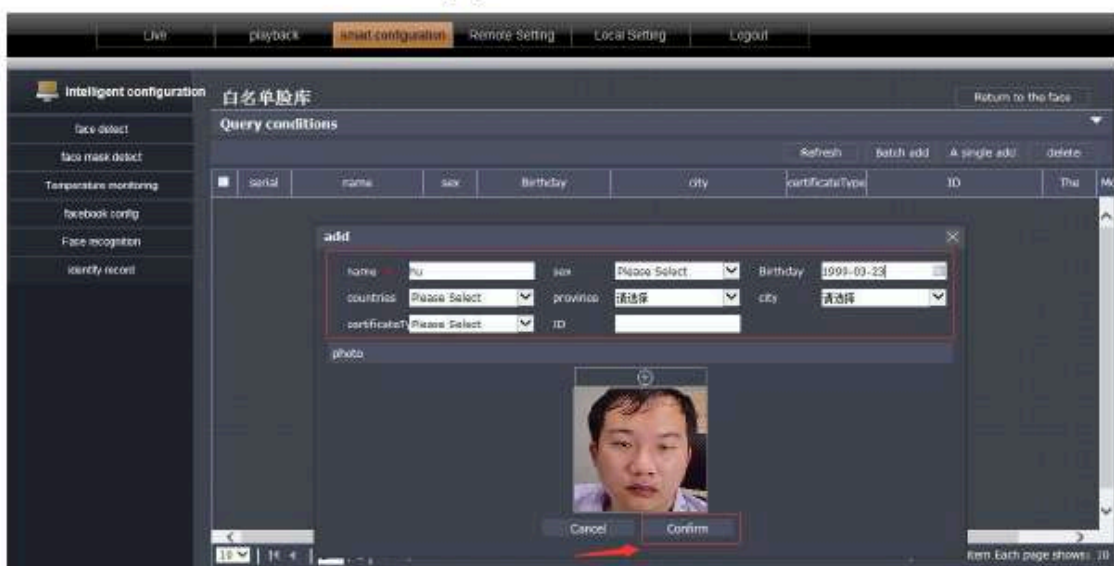 Live playback smart configuration Remote Setting Local Setting Logout
Intelligent configuration
face detect
face mask detect
Temperature monitoring
facebook config
Face recognition
identify record
白名单脸库
Return to the face
Query conditions
Refresh Batch add A single add delete
serial name sex Birthday city certificateType ID The
add
name hu sex Please Select Birthday 1999-03-23
countries Please Select province 请选择 city 请选择
certificateTy Please Select ID
photo
Cancel Confirm
10
item Each page shows: 10